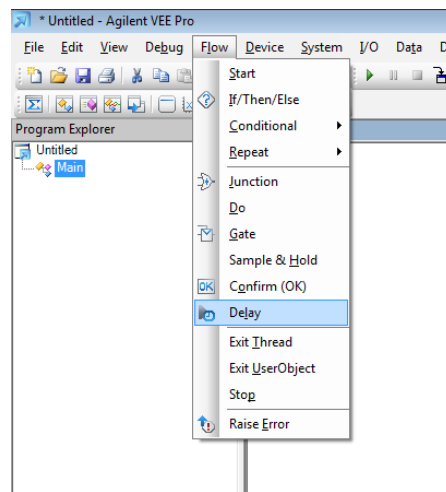 * Untitled - Agilent VEE Pro
File Edit View Debug Flow Device System I/O Data D
Program Explorer
Untitled
Main
Start
If/Then/Else
Conditional
Repeat
Junction
Do
Gate
Sample & Hold
OK Confirm (OK)
Delay
Exit Thread
Exit UserObject
Stop
Raise Error